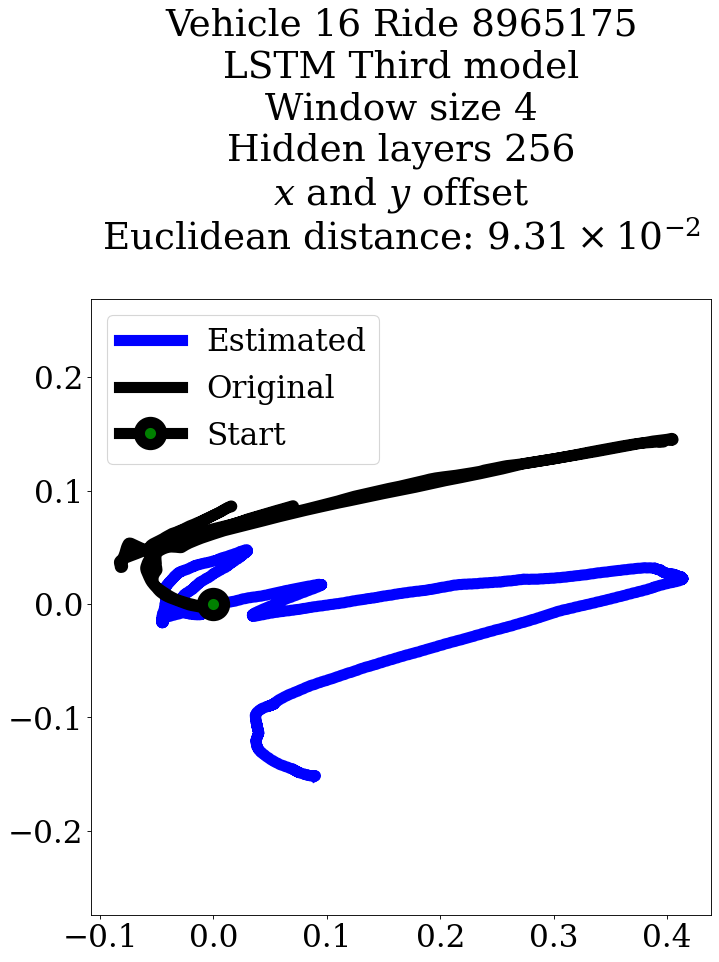 Vehicle 16 Ride 8965175
LSTM Third model
Window size 4
Hidden layers 256
x and y offset
Euclidean distance: 9.31 × 10⁻²
Estimated
Original
Start
0.2
0.1
0.0
−0.1
−0.2
−0.1 0.0 0.1 0.2 0.3 0.4